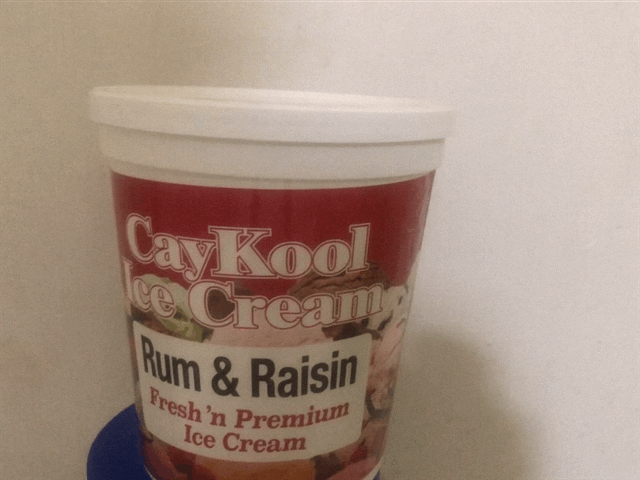 CayKool
Ice Cream
Rum & Raisin
Fresh 'n Premium
Ice Cream